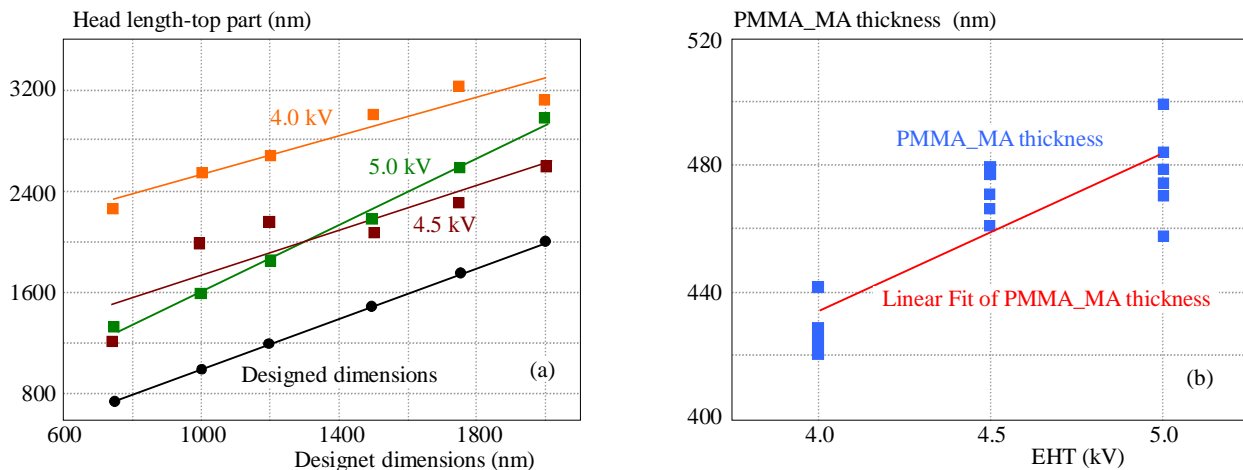 Head length-top part (nm)
3200
2400
1600
800
4.0 kV
5.0 kV
4.5 kV
Designed dimensions
(a)
600
1000
1400
1800
Designet dimensions (nm)
PMMA_MA thickness (nm)
520
480
440
400
PMMA_MA thickness
Linear Fit of PMMA_MA thickness
(b)
4.0
4.5
5.0
EHT (kV)